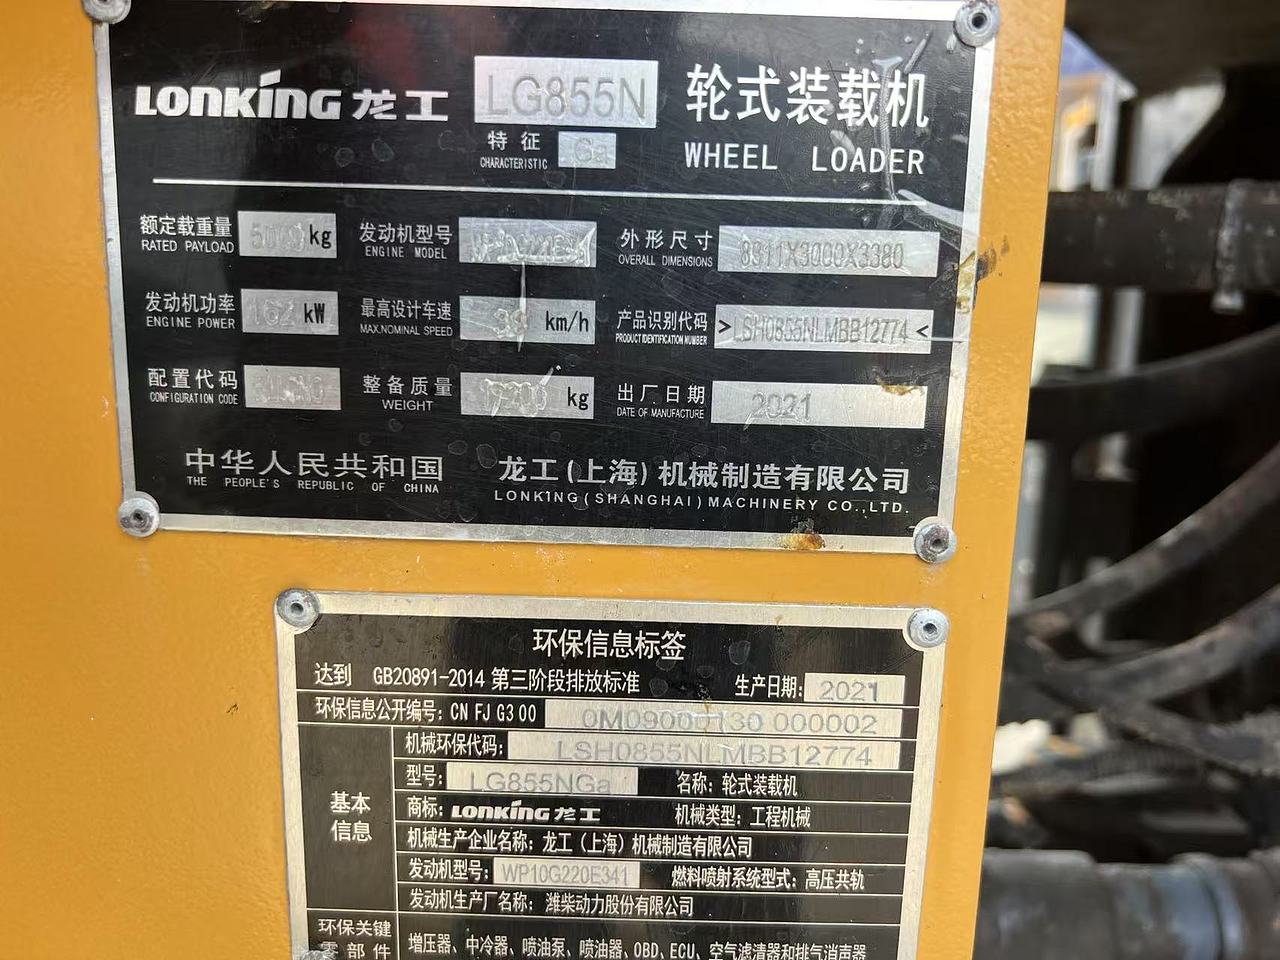 LONKING 龙工 LG855N 轮式装载机
特征 Ga
CHARACTERISTIC WHEEL LOADER
额定载重量 kg 发动机型号 外形尺寸 8311X3000X3380
RATED PAYLOAD ENGINE MODEL OVERALL DIMENSIONS
发动机功率 162 kW 最高设计车速 38 km/h 产品识别代码 >LSH0855NLMBB12774<
ENGINE POWER MAX.NOMINAL SPEED PRODUCT IDENTIFICATION NUMBER
配置代码 整备质量 kg 出厂日期 2021
CONFIGURATION CODE WEIGHT DATE OF MANUFACTURE
中华人民共和国 龙工(上海)机械制造有限公司
THE PEOPLE'S REPUBLIC OF CHINA LONKING(SHANGHAI)MACHINERY CO.,LTD.
环保信息标签
达到 GB20891-2014 第三阶段排放标准 生产日期: 2021
环保信息公开编号: CN FJ G3 00 000002
机械环保代码: LSH0855NLMBB12774
基本信息
型号: LG855NGa 名称: 轮式装载机
商标: LONKING 龙工 机械类型: 工程机械
机械生产企业名称: 龙工(上海)机械制造有限公司
发动机型号: WP10G220E341 燃料喷射系统型式: 高压共轨
发动机生产厂名称: 潍柴动力股份有限公司
环保关键零部件
增压器、中冷器、喷油泵、喷油器、OBD、ECU、空气滤清器和排气消声器